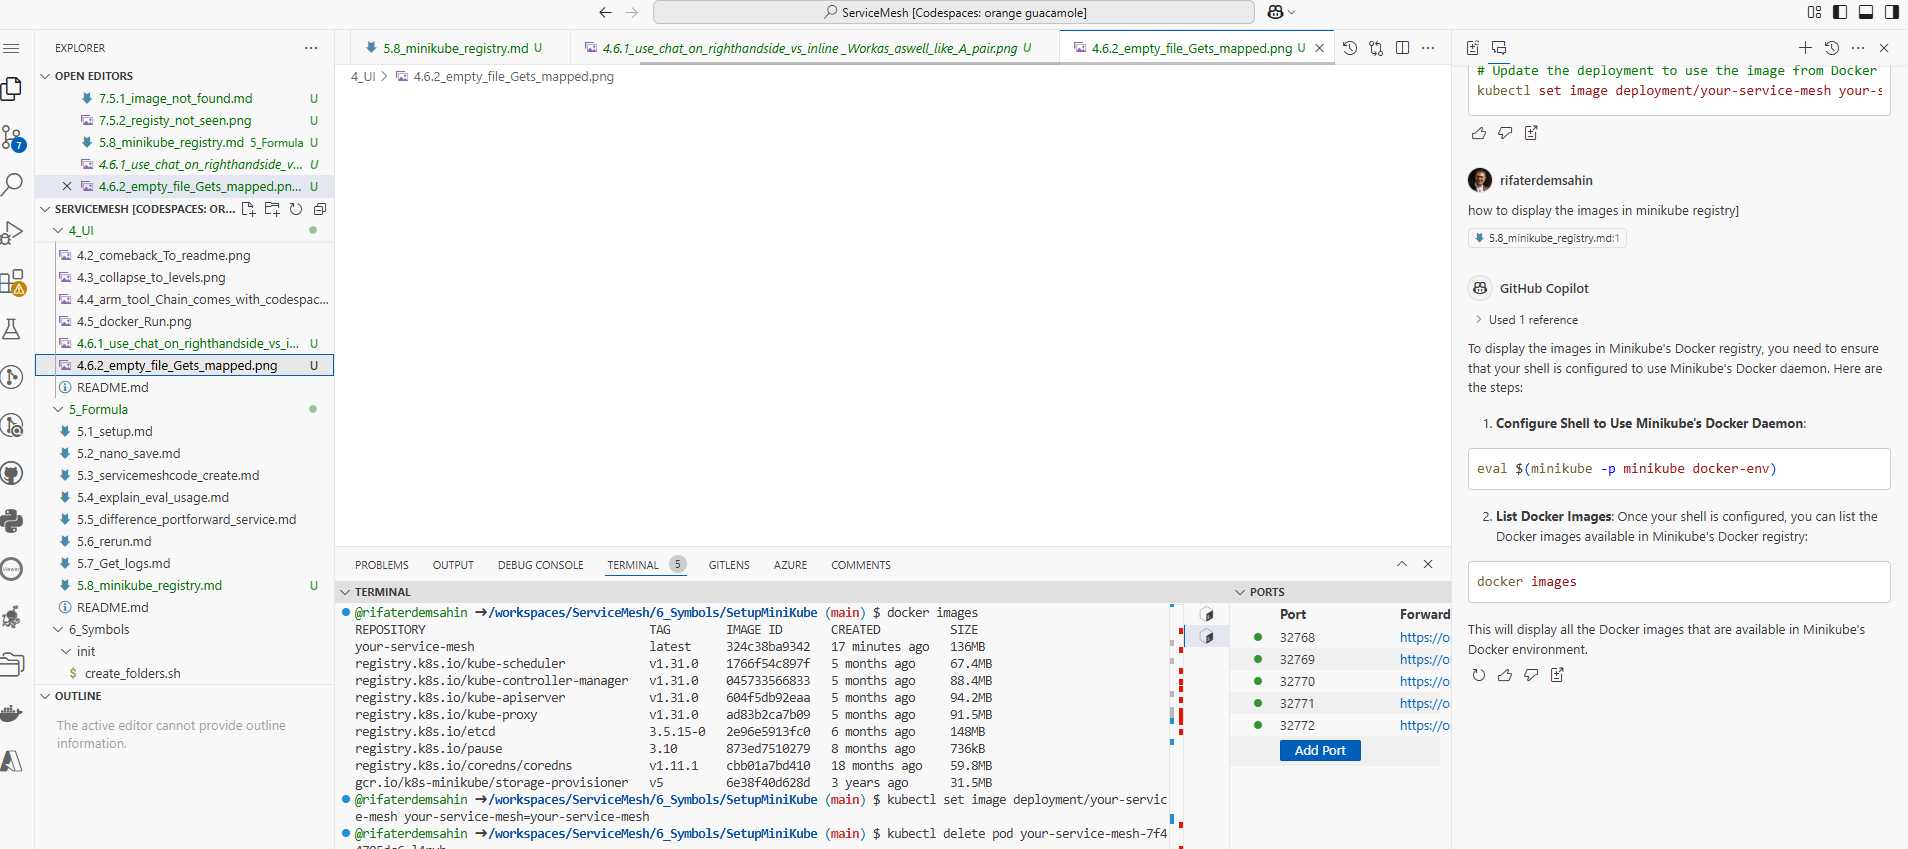 ServiceMesh [Codespaces: orange guacamole]
EXPLORER
OPEN EDITORS
7.5.1_image_not_found.md U
7.5.2_registy_not_seen.png U
5.8_minikube_registry.md 5_Formula U
4.6.1_use_chat_on_righthandside_v... U
4.6.2_empty_file_Gets_mapped.pn... U
SERVICEMESH [CODESPACES: OR...
4_UI
4.2_comeback_To_readme.png
4.3_collapse_to_levels.png
4.4_arm_tool_Chain_comes_with_codespac...
4.5_docker_Run.png
4.6.1_use_chat_on_righthandside_vs_i... U
4.6.2_empty_file_Gets_mapped.png U
README.md
5_Formula
5.1_setup.md
5.2_nano_save.md
5.3_servicemeshcode_create.md
5.4_explain_eval_usage.md
5.5_difference_portforward_service.md
5.6_rerun.md
5.7_Get_logs.md
5.8_minikube_registry.md U
README.md
6_Symbols
init
$ create_folders.sh
OUTLINE
The active editor cannot provide outline
information.
7
5.8_minikube_registry.md U
4.6.1_use_chat_on_righthandside_vs_inline _Workas_aswell_like_A_pair.png U
4.6.2_empty_file_Gets_mapped.png U
4_UI > 4.6.2_empty_file_Gets_mapped.png
PROBLEMS OUTPUT DEBUG CONSOLE TERMINAL 5 GITLENS AZURE COMMENTS
TERMINAL
@rifaterdemsahin ➜/workspaces/ServiceMesh/6_Symbols/SetupMiniKube (main) $ docker images
REPOSITORY TAG IMAGE ID CREATED SIZE
your-service-mesh latest 324c38ba9342 17 minutes ago 136MB
registry.k8s.io/kube-scheduler v1.31.0 1766f54c897f 5 months ago 67.4MB
registry.k8s.io/kube-controller-manager v1.31.0 045733566833 5 months ago 88.4MB
registry.k8s.io/kube-apiserver v1.31.0 604f5db92eaa 5 months ago 94.2MB
registry.k8s.io/kube-proxy v1.31.0 ad83b2ca7b09 5 months ago 91.5MB
registry.k8s.io/etcd 3.5.15-0 2e96e5913fc0 6 months ago 148MB
registry.k8s.io/pause 3.10 873ed7510279 8 months ago 736kB
registry.k8s.io/coredns/coredns v1.11.1 cbb01a7bd410 18 months ago 59.8MB
gcr.io/k8s-minikube/storage-provisioner v5 6e38f40d628d 3 years ago 31.5MB
@rifaterdemsahin ➜/workspaces/ServiceMesh/6_Symbols/SetupMiniKube (main) $ kubectl set image deployment/your-servic
e-mesh your-service-mesh=your-service-mesh
@rifaterdemsahin ➜/workspaces/ServiceMesh/6_Symbols/SetupMiniKube (main) $ kubectl delete pod your-service-mesh-7f4
PORTS
Port Forward
32768 https://o
32769 https://o
32770 https://o
32771 https://o
32772 https://o
Add Port
# Update the deployment to use the image from Docker
kubectl set image deployment/your-service-mesh your-s
rifaterdemsahin
how to display the images in minikube registry]
5.8_minikube_registry.md:1
GitHub Copilot
Used 1 reference
To display the images in Minikube's Docker registry, you need to ensure
that your shell is configured to use Minikube's Docker daemon. Here are
the steps:
1. Configure Shell to Use Minikube's Docker Daemon:
eval $(minikube -p minikube docker-env)
2. List Docker Images: Once your shell is configured, you can list the
Docker images available in Minikube's Docker registry:
docker images
This will display all the Docker images that are available in Minikube's
Docker environment.